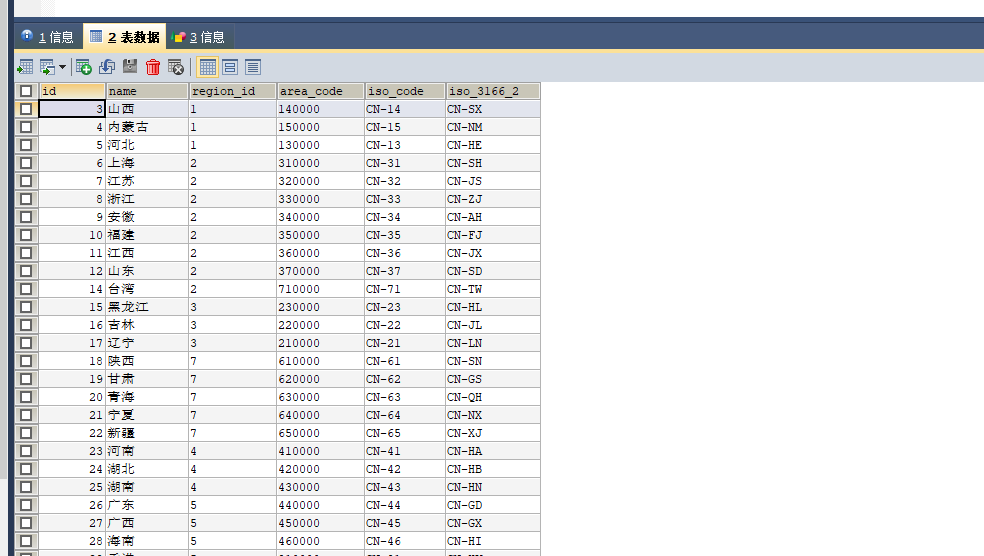 1 信息 2 表数据 3 信息
id name region_id area_code iso_code iso_3166_2
3 山西 1 140000 CN-14 CN-SX
4 内蒙古 1 150000 CN-15 CN-NM
5 河北 1 130000 CN-13 CN-HE
6 上海 2 310000 CN-31 CN-SH
7 江苏 2 320000 CN-32 CN-JS
8 浙江 2 330000 CN-33 CN-ZJ
9 安徽 2 340000 CN-34 CN-AH
10 福建 2 350000 CN-35 CN-FJ
11 江西 2 360000 CN-36 CN-JX
12 山东 2 370000 CN-37 CN-SD
14 台湾 2 710000 CN-71 CN-TW
15 黑龙江 3 230000 CN-23 CN-HL
16 吉林 3 220000 CN-22 CN-JL
17 辽宁 3 210000 CN-21 CN-LN
18 陕西 7 610000 CN-61 CN-SN
19 甘肃 7 620000 CN-62 CN-GS
20 青海 7 630000 CN-63 CN-QH
21 宁夏 7 640000 CN-64 CN-NX
22 新疆 7 650000 CN-65 CN-XJ
23 河南 4 410000 CN-41 CN-HA
24 湖北 4 420000 CN-42 CN-HB
25 湖南 4 430000 CN-43 CN-HN
26 广东 5 440000 CN-44 CN-GD
27 广西 5 450000 CN-45 CN-GX
28 海南 5 460000 CN-46 CN-HI